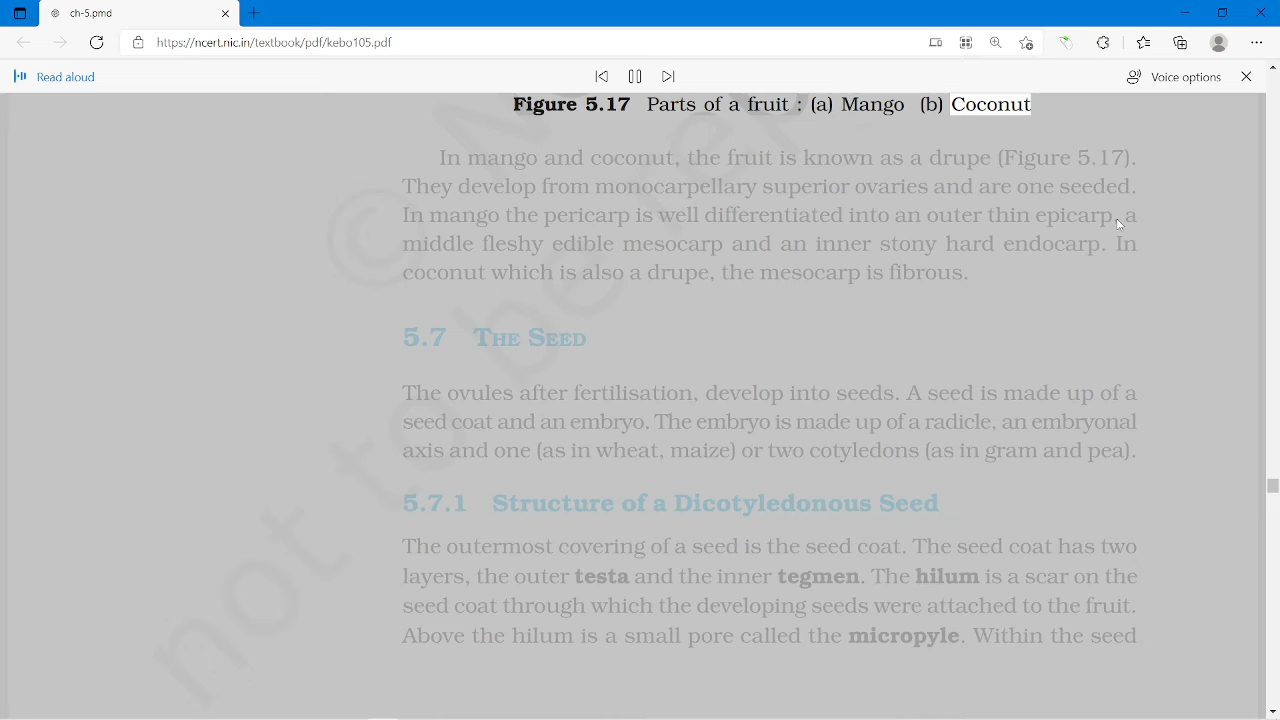 ch-5.pmd
https://ncert.nic.in/textbook/pdf/kebo105.pdf
Read aloud
Voice options
Figure 5.17 Parts of a fruit : (a) Mango (b) Coconut
In mango and coconut, the fruit is known as a drupe (Figure 5.17).
They develop from monocarpellary superior ovaries and are one seeded.
In mango the pericarp is well differentiated into an outer thin epicarp, a
middle fleshy edible mesocarp and an inner stony hard endocarp. In
coconut which is also a drupe, the mesocarp is fibrous.
5.7 THE SEED
The ovules after fertilisation, develop into seeds. A seed is made up of a
seed coat and an embryo. The embryo is made up of a radicle, an embryonal
axis and one (as in wheat, maize) or two cotyledons (as in gram and pea).
5.7.1 Structure of a Dicotyledonous Seed
The outermost covering of a seed is the seed coat. The seed coat has two
layers, the outer testa and the inner tegmen. The hilum is a scar on the
seed coat through which the developing seeds were attached to the fruit.
Above the hilum is a small pore called the micropyle. Within the seed
© N
not to be rep